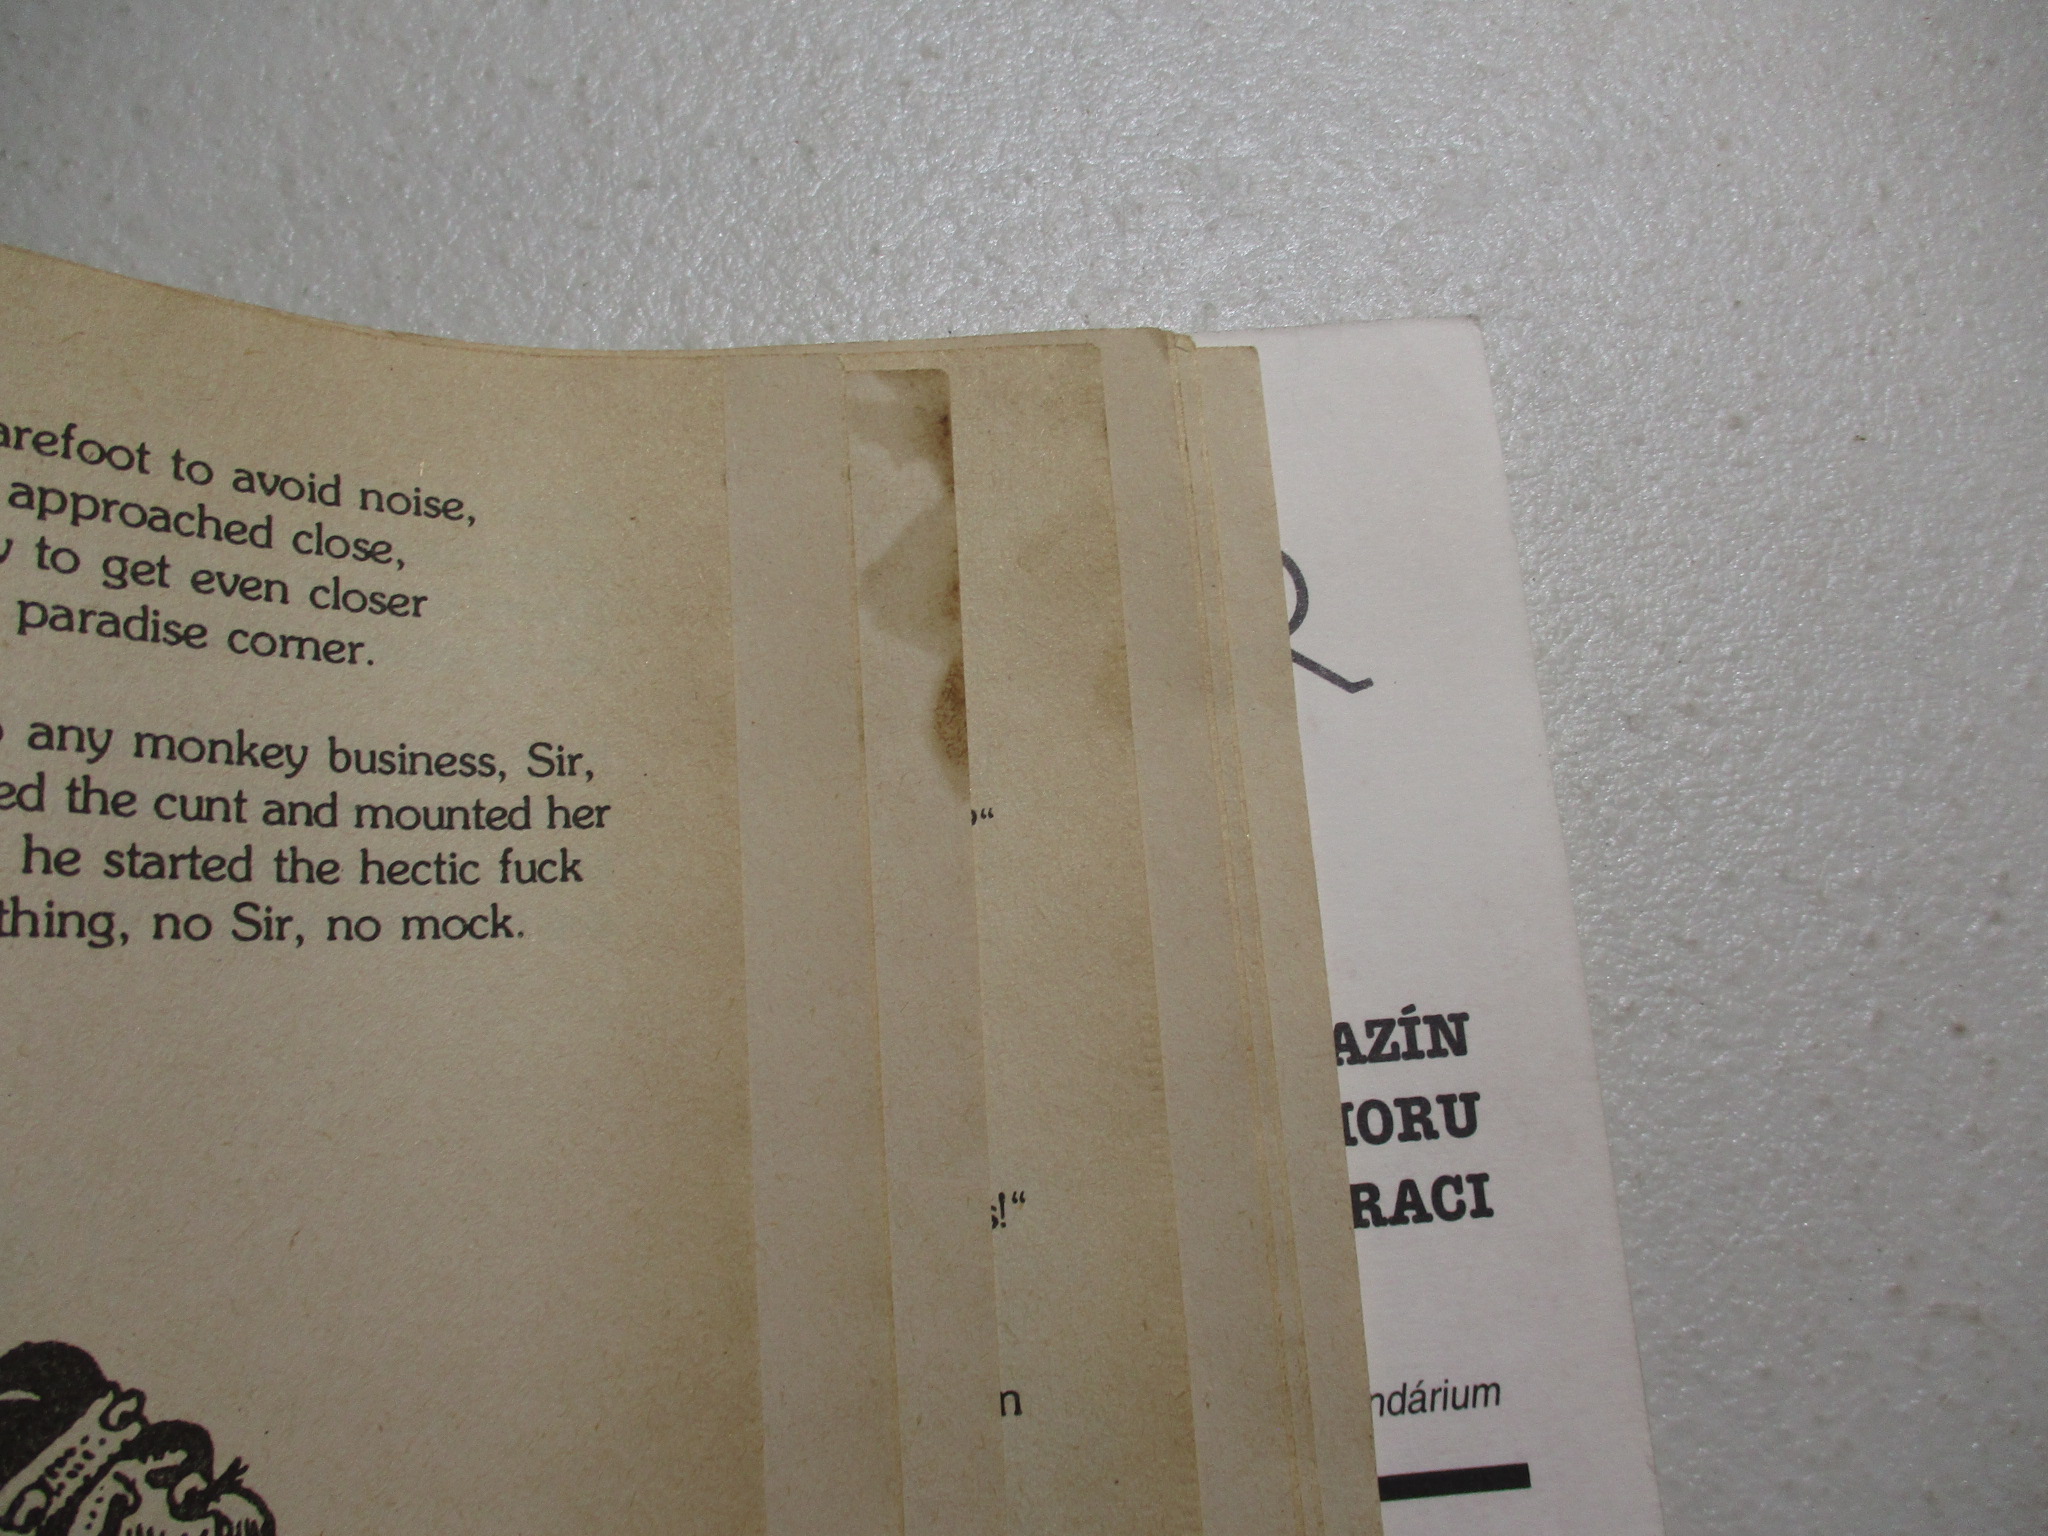 arefoot to avoid noise,
approached close,
y to get even closer
paradise corner.
any monkey business, Sir,
ed the cunt and mounted her
he started the hectic fuck
thing, no Sir, no mock.
?“
s!“
n
R
AZÍN
MORU
RACI
ndárium